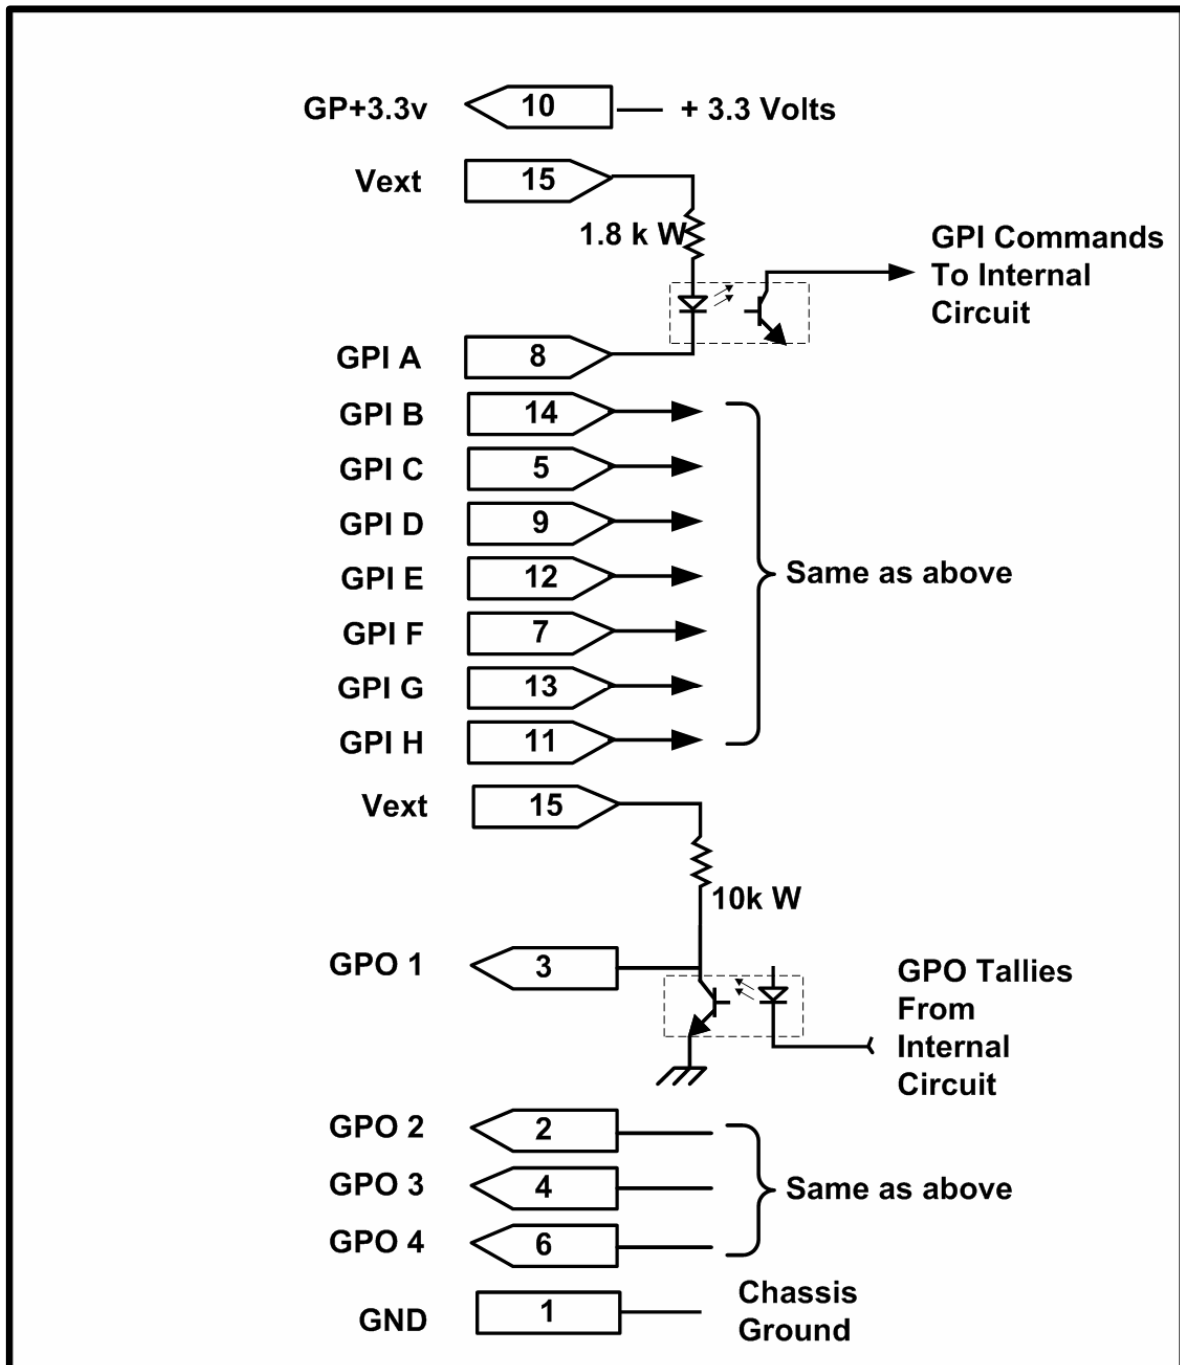 GP+3.3v 10 + 3.3 Volts
Vext 15
1.8 k W
GPI Commands
To Internal
Circuit
GPI A 8
GPI B 14
GPI C 5
GPI D 9
Same as above
GPI E 12
GPI F 7
GPI G 13
GPI H 11
Vext 15
10k W
GPO 1 3
GPO Tallies
From
Internal
Circuit
GPO 2 2
GPO 3 4
Same as above
GPO 4 6
GND 1
Chassis
Ground